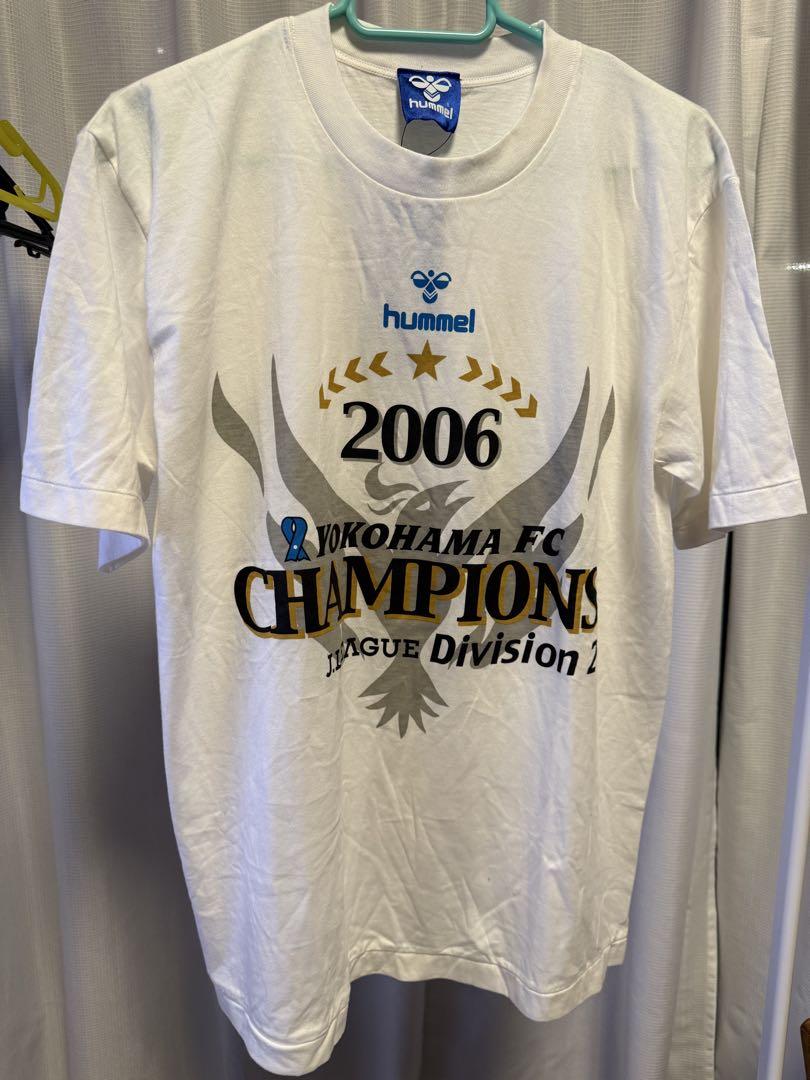 hummel
hummel
2006
YOKOHAMA FC
CHAMPIONS
J.LEAGUE Division 2